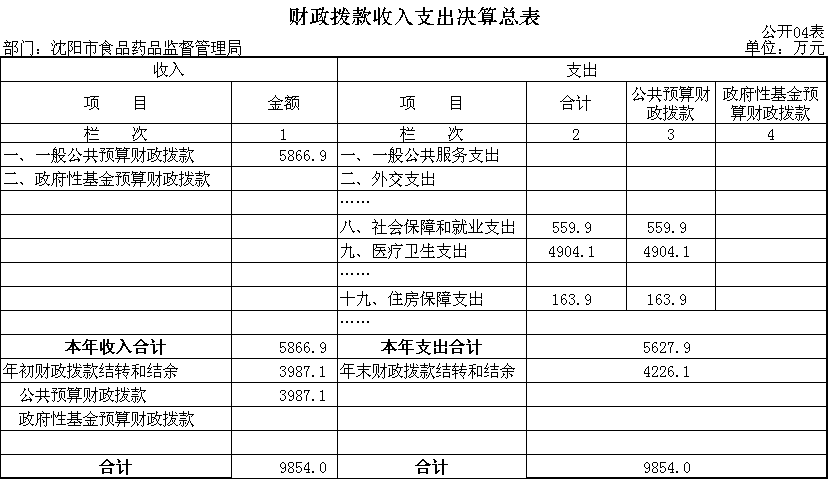 财政拨款收入支出决算总表
公开04表
部门：沈阳市食品药品监督管理局 单位：万元
收入 支出
项 目 金额 项 目 合计 公共预算财政拨款 政府性基金预算财政拨款
栏 次 1 栏 次 2 3 4
一、一般公共预算财政拨款 5866.9 一、一般公共服务支出
二、政府性基金预算财政拨款 二、外交支出
……
八、社会保障和就业支出 559.9 559.9
九、医疗卫生支出 4904.1 4904.1
……
十九、住房保障支出 163.9 163.9
……
本年收入合计 5866.9 本年支出合计 5627.9
年初财政拨款结转和结余 3987.1 年末财政拨款结转和结余 4226.1
公共预算财政拨款 3987.1
政府性基金预算财政拨款
合计 9854.0 合计 9854.0